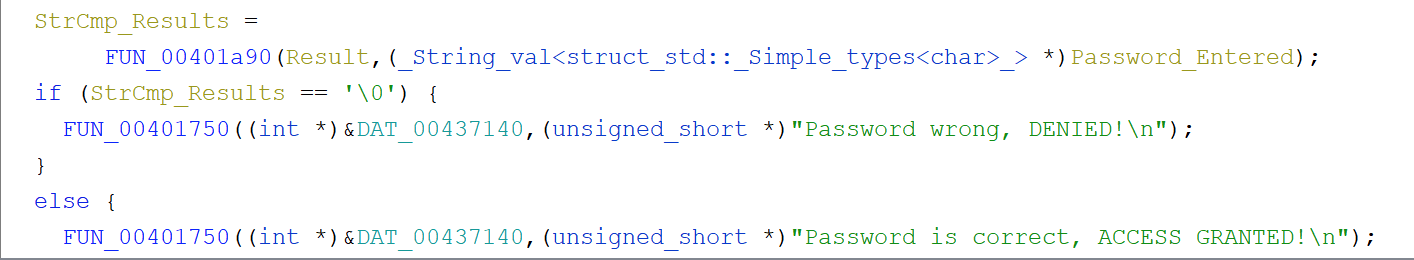 StrCmp_Results =
FUN_00401a90(Result,(_String_val<struct_std::_Simple_types<char>_> *)Password_Entered);
if (StrCmp_Results == '\0') {
FUN_00401750((int *)&DAT_00437140,(unsigned_short *)"Password wrong, DENIED!\n");
}
else {
FUN_00401750((int *)&DAT_00437140,(unsigned_short *)"Password is correct, ACCESS GRANTED!\n");